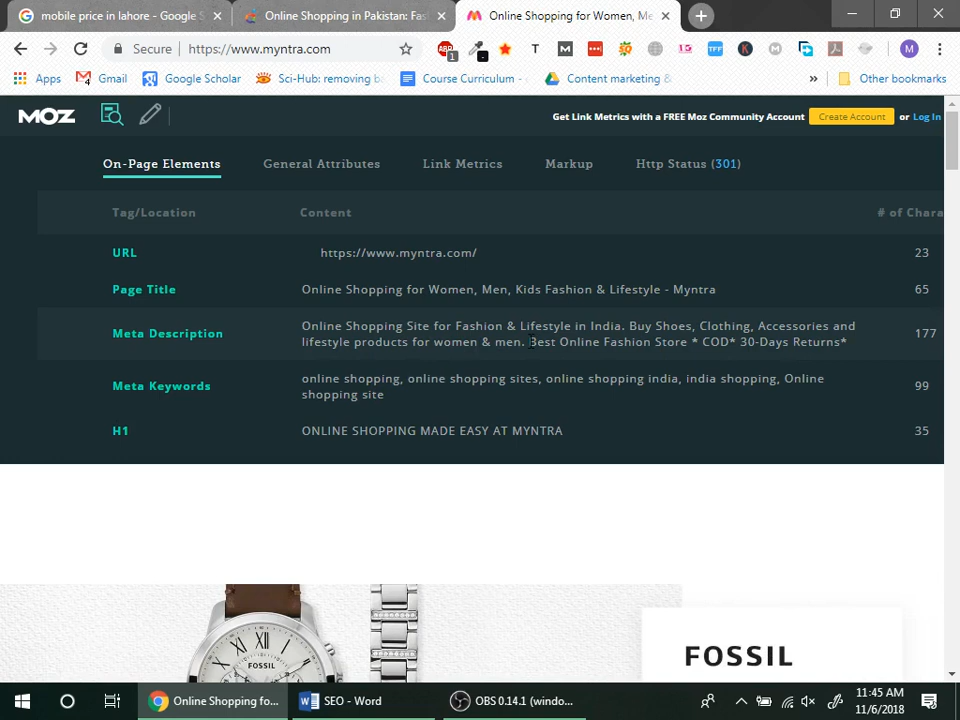 mobile price in lahore - Google S
Online Shopping in Pakistan: Fas
Online Shopping for Women, Me
Secure
https://www.myntra.com
Apps
Gmail
Google Scholar
Sci-Hub: removing ba
Course Curriculum -
Content marketing &
»
Other bookmarks
MOZ
Get Link Metrics with a FREE Moz Community Account
Create Account
or Log In
On-Page Elements
General Attributes
Link Metrics
Markup
Http Status (301)
Tag/Location
Content
# of Chara
URL
https://www.myntra.com/
23
Page Title
Online Shopping for Women, Men, Kids Fashion & Lifestyle - Myntra
65
Meta Description
Online Shopping Site for Fashion & Lifestyle in India. Buy Shoes, Clothing, Accessories and
lifestyle products for women & men. Best Online Fashion Store * COD* 30-Days Returns*
177
Meta Keywords
online shopping, online shopping sites, online shopping india, india shopping, Online
shopping site
99
H1
ONLINE SHOPPING MADE EASY AT MYNTRA
35
XII
FOSSIL
FOSSIL
Online Shopping fo...
SEO - Word
OBS 0.14.1 (windo...
11:45 AM
11/6/2018